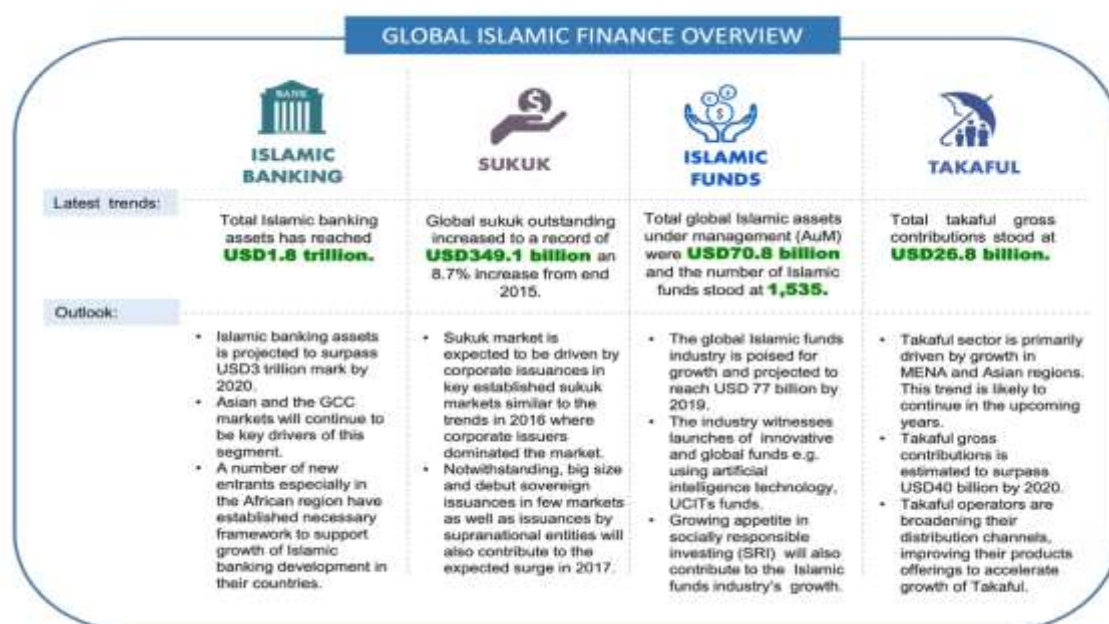 GLOBAL ISLAMIC FINANCE OVERVIEW
BANK
ISLAMIC
BANKING
SUKUK
ISLAMIC
FUNDS
TAKAFUL
Latest trends:
Total Islamic banking
assets has reached
USD1.8 trillion.
Global sukuk outstanding
increased to a record of
USD349.1 billion an
8.7% increase from end
2015.
Total global Islamic assets
under management (AuM)
were USD70.8 billion
and the number of Islamic
funds stood at 1,535.
Total takaful gross
contributions stood at
USD26.8 billion.
Outlook:
• Islamic banking assets
is projected to surpass
USD3 trillion mark by
2020.
• Asian and the GCC
markets will continue to
be key drivers of this
segment.
• A number of new
entrants especially in
the African region have
established necessary
framework to support
growth of Islamic
banking development in
their countries.
• Sukuk market is
expected to be driven by
corporate issuances in
key established sukuk
markets similar to the
trends in 2016 where
corporate issuers
dominated the market.
• Notwithstanding, big size
and debut sovereign
issuances in few markets
as well as issuances by
supranational entities will
also contribute to the
expected surge in 2017.
• The global Islamic funds
industry is poised for
growth and projected to
reach USD 77 billion by
2019.
• The industry witnesses
launches of innovative
and global funds e.g.
using artificial
intelligence technology,
UCITs funds.
• Growing appetite in
socially responsible
investing (SRI) will also
contribute to the Islamic
funds industry's growth.
• Takaful sector is primarily
driven by growth in
MENA and Asian regions.
This trend is likely to
continue in the upcoming
years.
• Takaful gross
contributions is
estimated to surpass
USD40 billion by 2020.
• Takaful operators are
broadening their
distribution channels,
improving their products
offerings to accelerate
growth of Takaful.